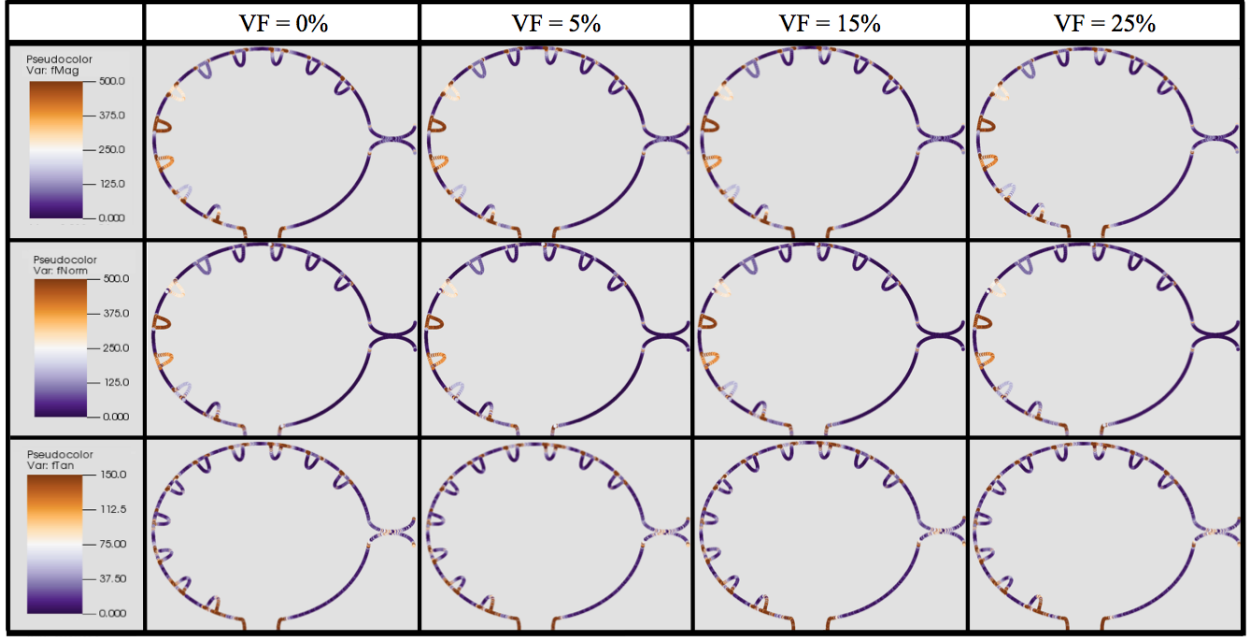 VF = 0% VF = 5% VF = 15% VF = 25%
Pseudocolor
Var: fMag
500.0
375.0
250.0
125.0
0.000
Pseudocolor
Var: fNorm
500.0
375.0
250.0
125.0
0.000
Pseudocolor
Var: fTan
150.0
112.5
75.00
37.50
0.000